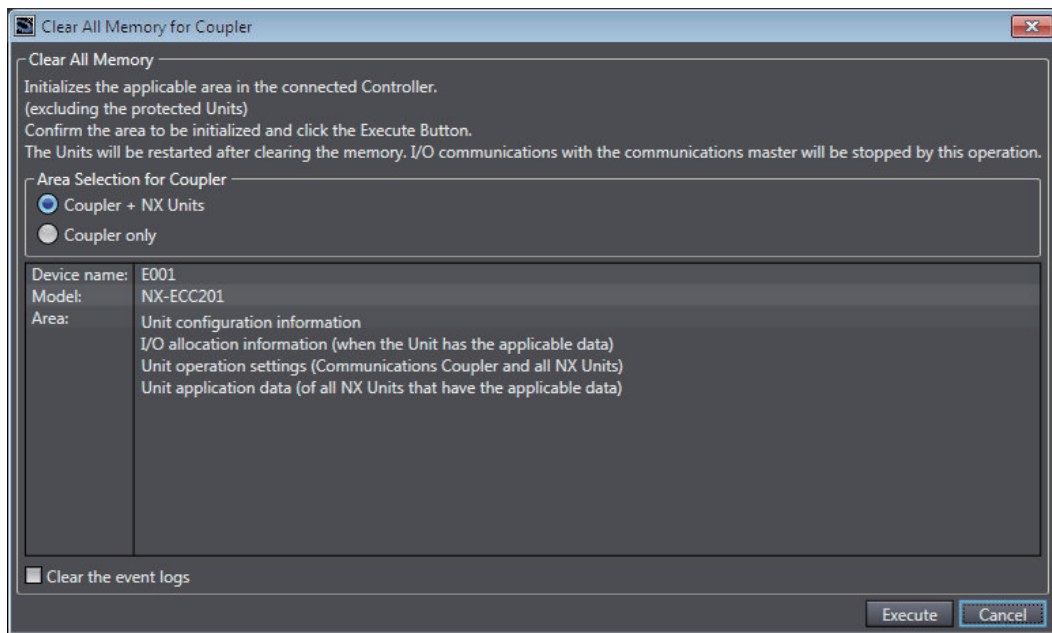 Clear All Memory for Coupler
Clear All Memory
Initializes the applicable area in the connected Controller.
(excluding the protected Units)
Confirm the area to be initialized and click the Execute Button.
The Units will be restarted after clearing the memory. I/O communications with the communications master will be stopped by this operation.
Area Selection for Coupler
Coupler + NX Units
Coupler only
Device name: E001
Model: NX-ECC201
Area: Unit configuration information
I/O allocation information (when the Unit has the applicable data)
Unit operation settings (Communications Coupler and all NX Units)
Unit application data (of all NX Units that have the applicable data)
Clear the event logs
Execute Cancel